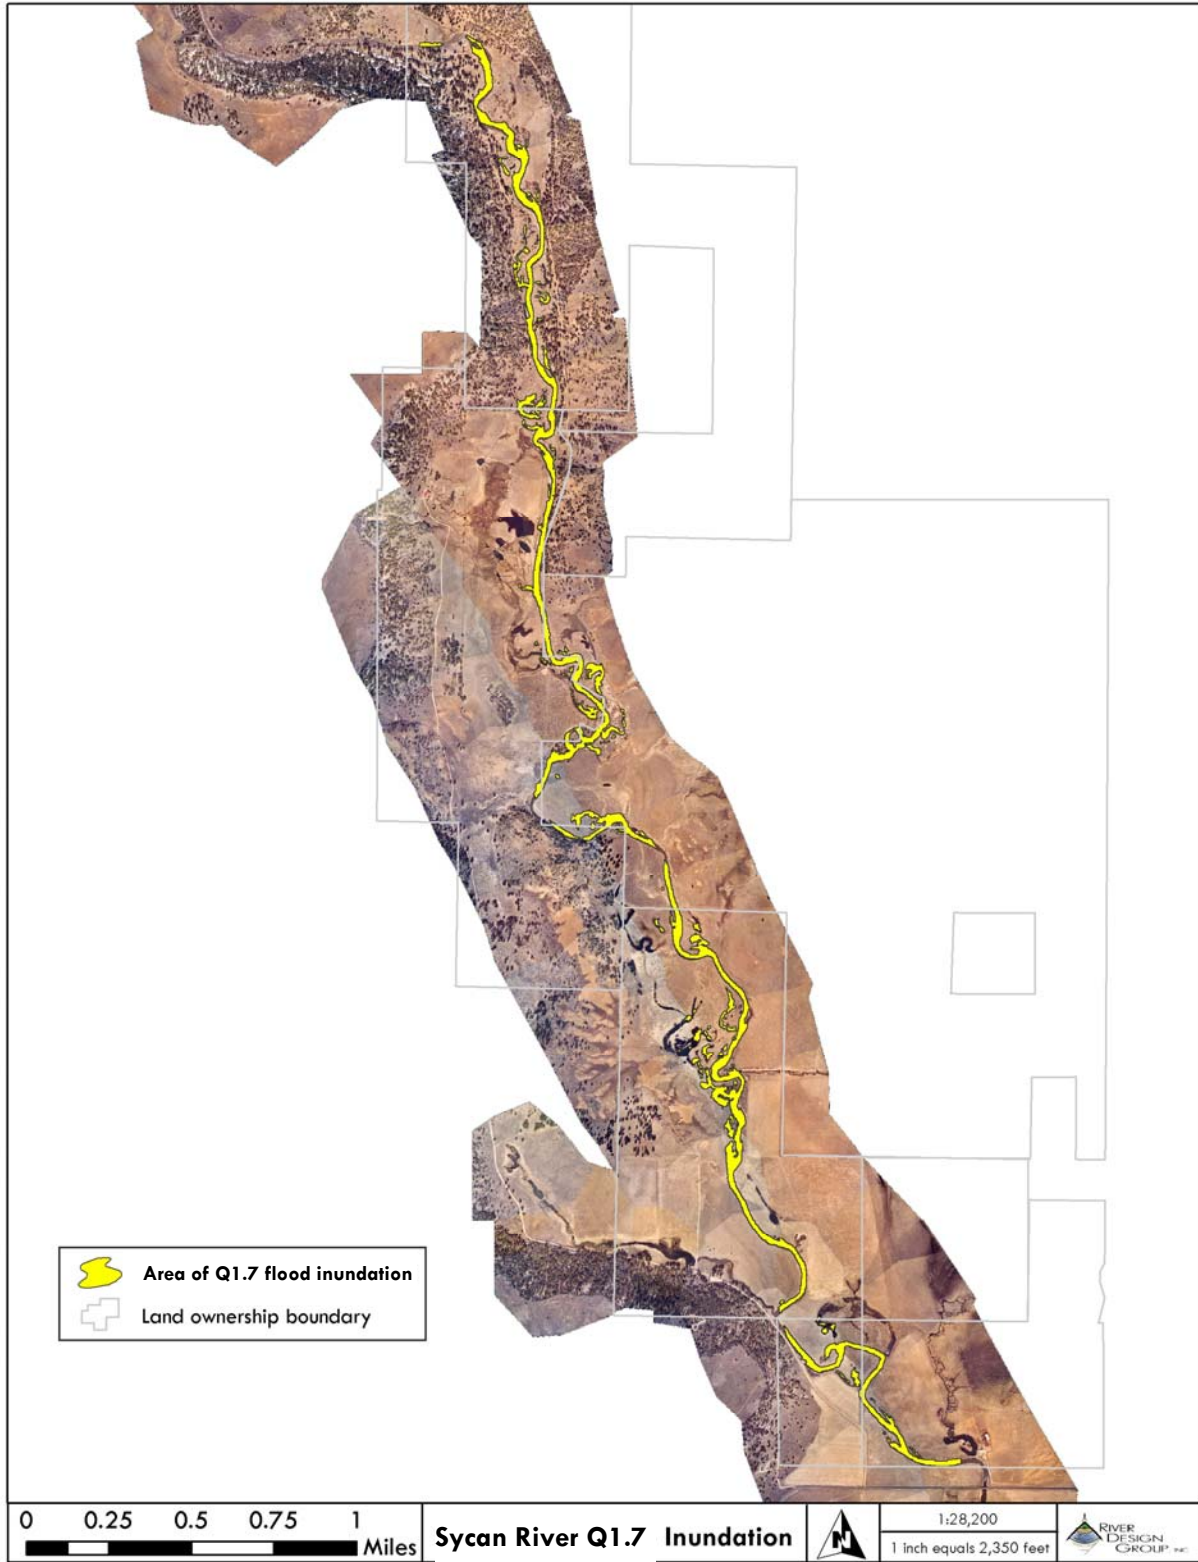 Area of Q1.7 flood inundation
Land ownership boundary
0 0.25 0.5 0.75 1
Miles
Sycan River Q1.7 Inundation
N
1:28,200
1 inch equals 2,350 feet
RIVER
DESIGN
GROUP, INC